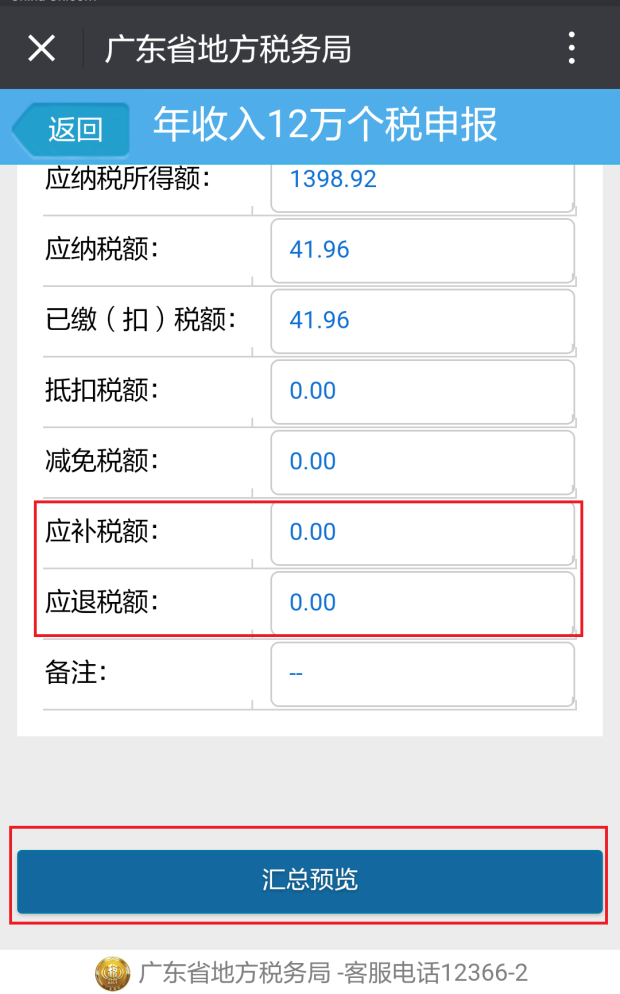 广东省地方税务局
返回 年收入12万个税申报
应纳税所得额： 1398.92
应纳税额： 41.96
已缴（扣）税额： 41.96
抵扣税额： 0.00
减免税额： 0.00
应补税额： 0.00
应退税额： 0.00
备注： --
汇总预览
广东省地方税务局 -客服电话12366-2